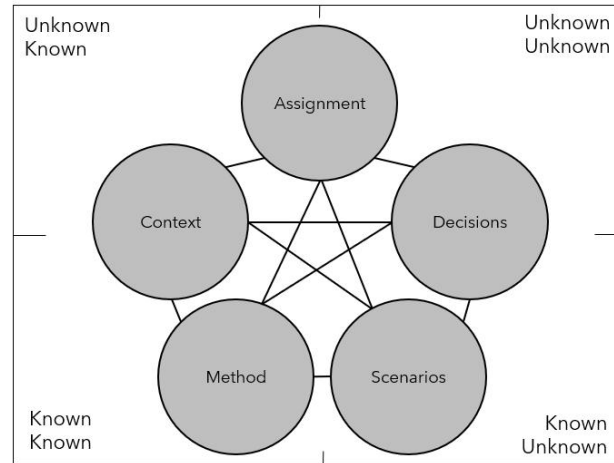 Unknown
Known
Unknown
Unknown
Assignment
Context
Decisions
Method
Scenarios
Known
Known
Known
Unknown